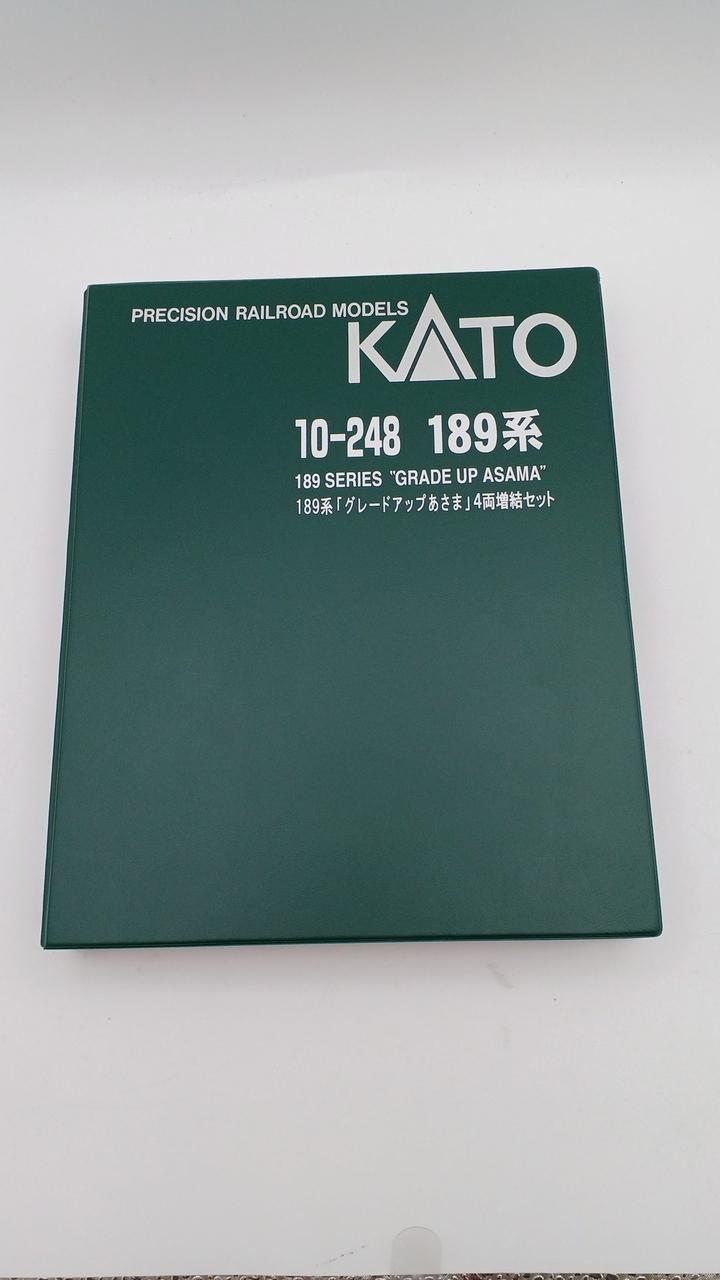 PRECISION RAILROAD MODELS
KATO
10-248 189系
189 SERIES "GRADE UP ASAMA"
189系「グレードアップあさま」4両増結セット